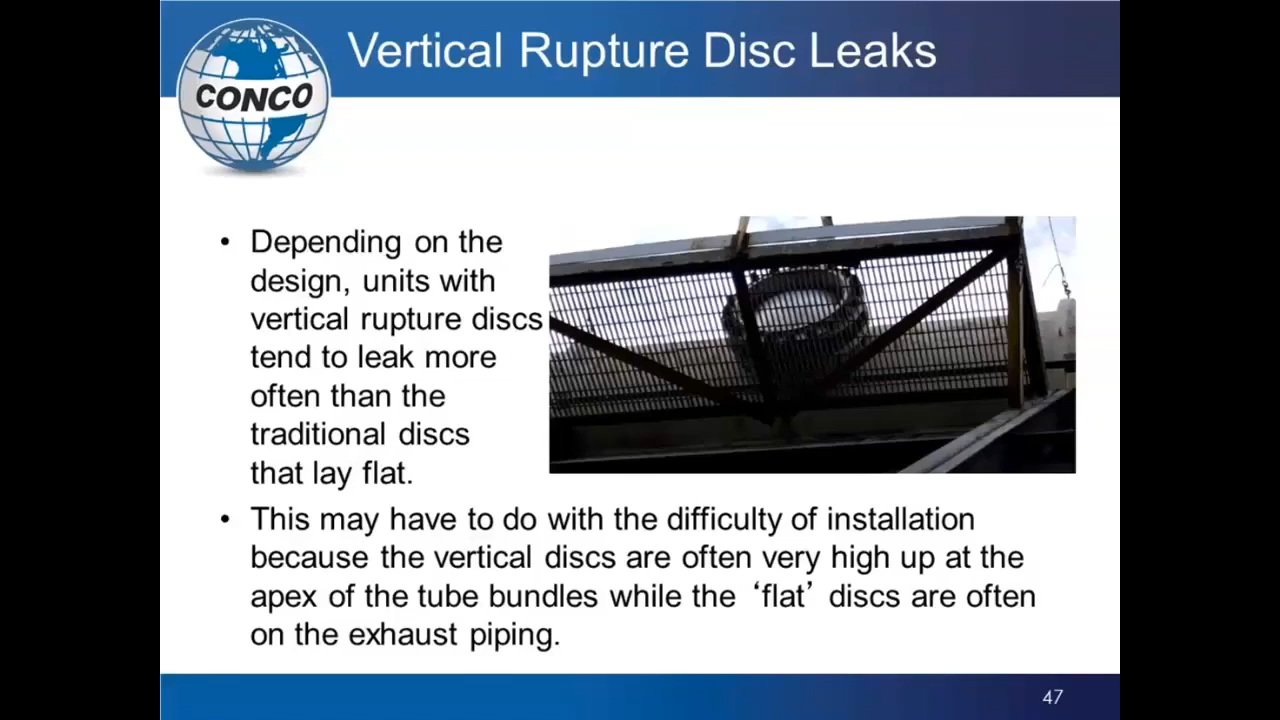 Vertical Rupture Disc Leaks
CONCO
• Depending on the
design, units with
vertical rupture discs
tend to leak more
often than the
traditional discs
that lay flat.
• This may have to do with the difficulty of installation
because the vertical discs are often very high up at the
apex of the tube bundles while the ‘flat’ discs are often
on the exhaust piping.
47